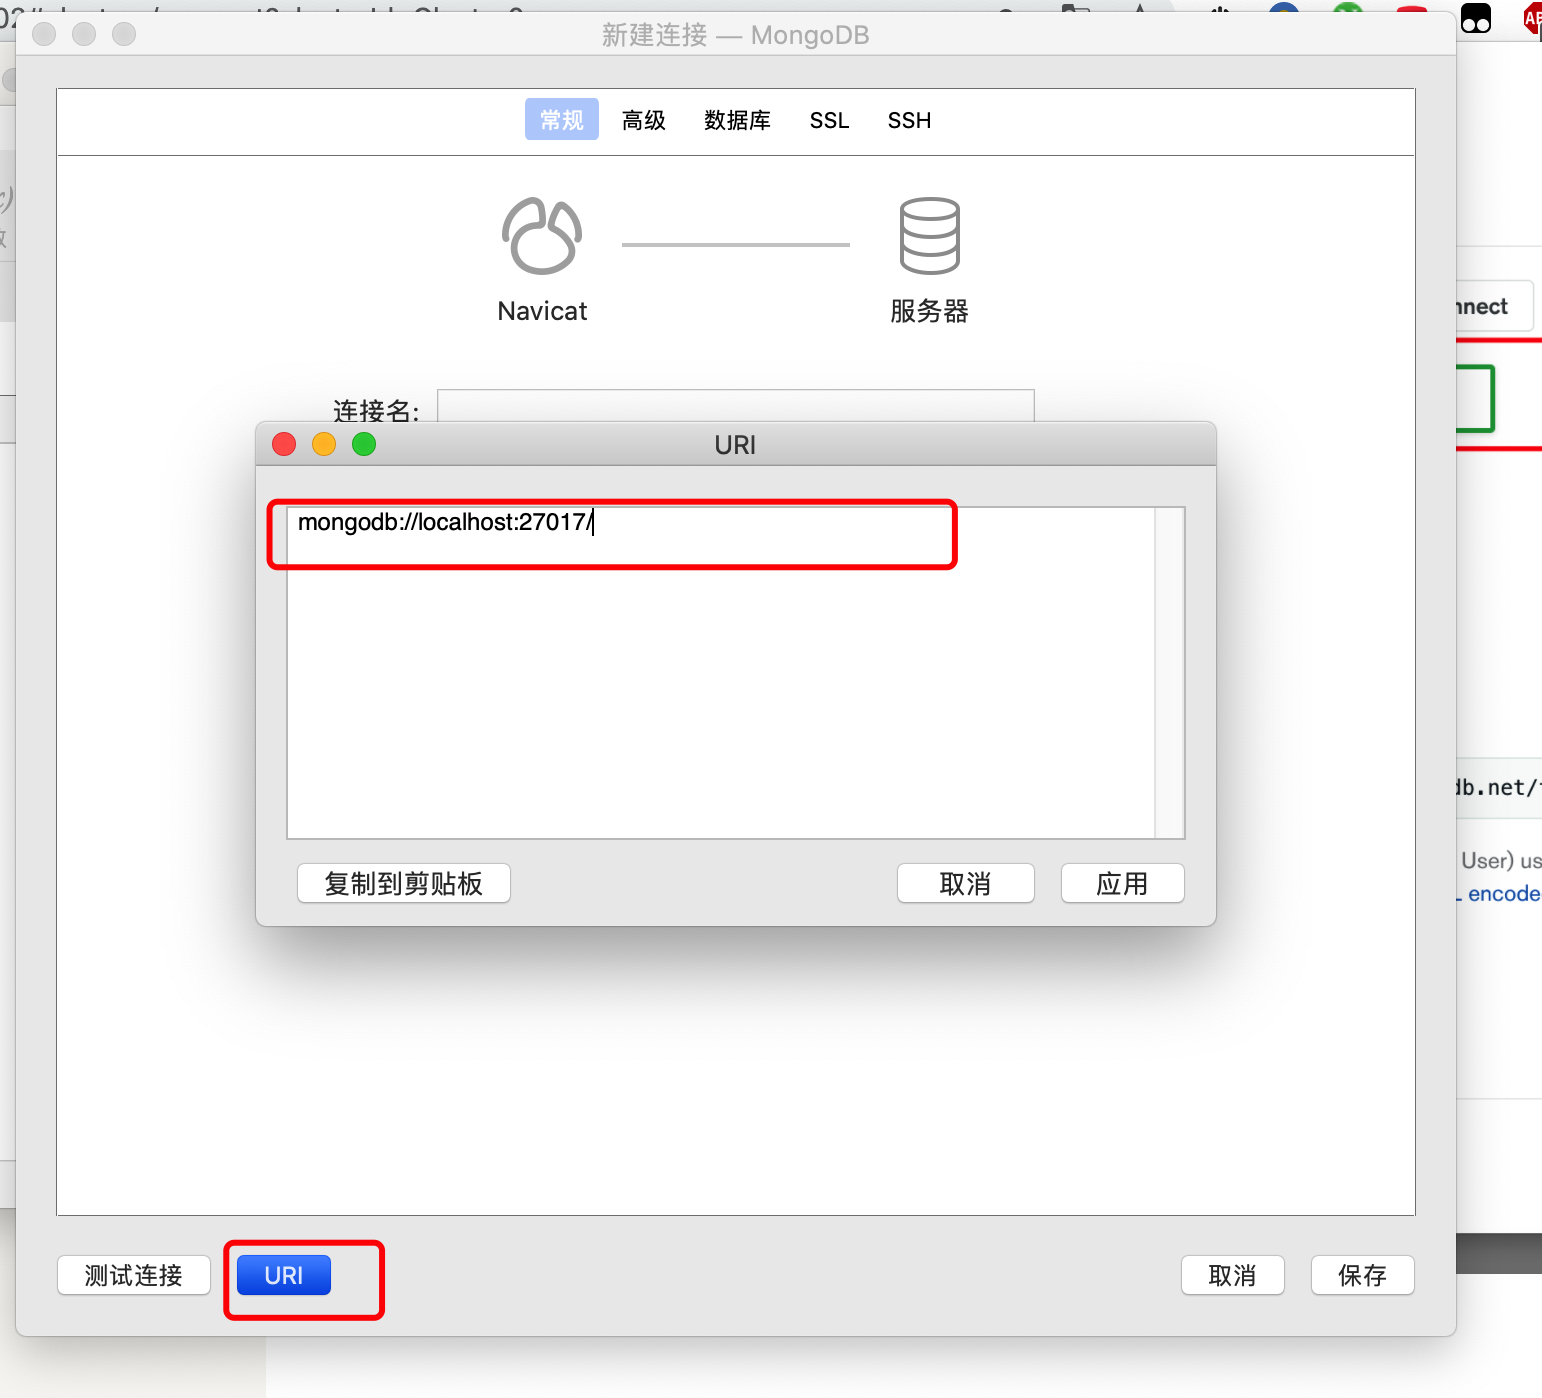 新建连接 — MongoDB
常规 高级 数据库 SSL SSH
Navicat 服务器
连接名:
nnect
URI
mongodb://localhost:27017/
db.net/
User) us
encode
复制到剪贴板 取消 应用
测试连接 URI 取消 保存